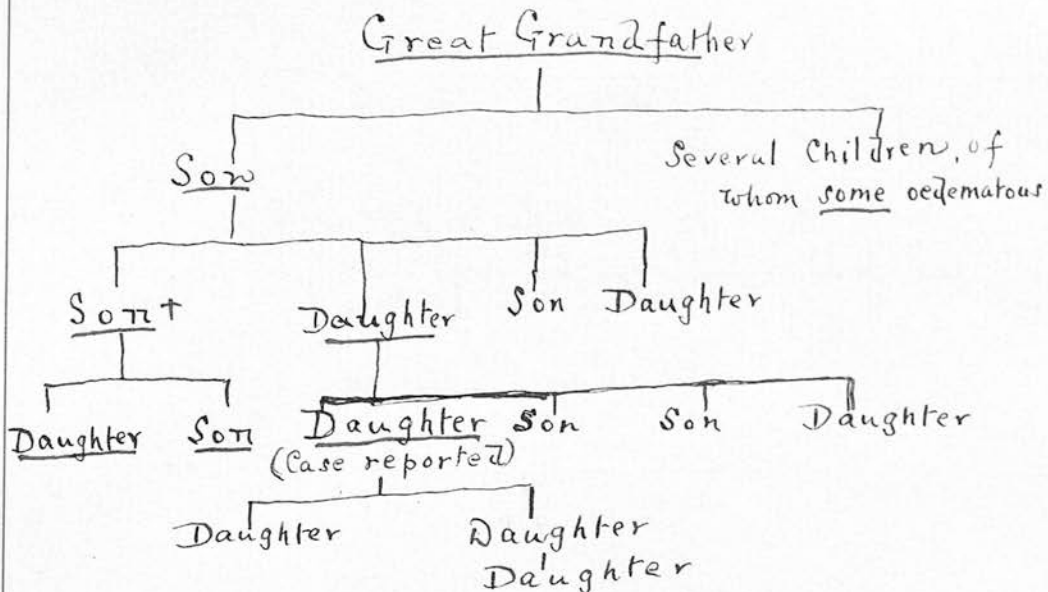 Great Grandfather
Son
Several Children, of
whom some oedematous
Son† Daughter Son Daughter
Daughter Son Daughter Son Son Daughter
(Case reported)
Daughter Daughter
Daughter